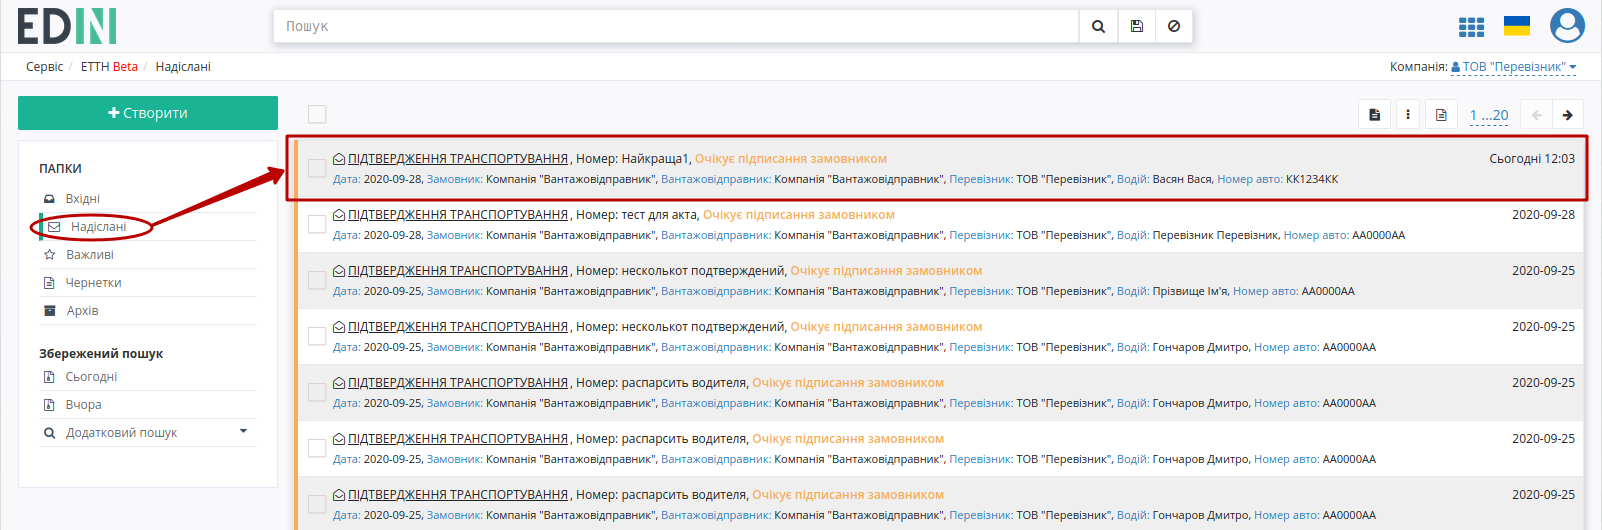 EDIN
Пошук
Сервіс / ЕТТН Beta / Надіслані
Компанія: ТОВ "Перевізник"
Створити
1 ...20
ПАПКИ
Вхідні
Надіслані
Важливі
Чернетки
Архів
Збережений пошук
Сьогодні
Вчора
Додатковий пошук
ПІДТВЕРДЖЕННЯ ТРАНСПОРТУВАННЯ , Номер: Найкраща1, Очікує підписання замовником Сьогодні 12:03
Дата: 2020-09-28, Замовник: Компанія "Вантажовідправник", Вантажовідправник: Компанія "Вантажовідправник", Перевізник: ТОВ "Перевізник", Водій: Васян Вася, Номер авто: КК1234КК
ПІДТВЕРДЖЕННЯ ТРАНСПОРТУВАННЯ , Номер: тест для акта, Очікує підписання замовником 2020-09-28
Дата: 2020-09-28, Замовник: Компанія "Вантажовідправник", Вантажовідправник: Компанія "Вантажовідправник", Перевізник: ТОВ "Перевізник", Водій: Перевізник Перевізник, Номер авто: АА0000АА
ПІДТВЕРДЖЕННЯ ТРАНСПОРТУВАННЯ , Номер: несколькот подтверждений, Очікує підписання замовником 2020-09-25
Дата: 2020-09-25, Замовник: Компанія "Вантажовідправник", Вантажовідправник: Компанія "Вантажовідправник", Перевізник: ТОВ "Перевізник", Водій: Прізвище Ім'я, Номер авто: АА0000АА
ПІДТВЕРДЖЕННЯ ТРАНСПОРТУВАННЯ , Номер: несколькот подтверждений, Очікує підписання замовником 2020-09-25
Дата: 2020-09-25, Замовник: Компанія "Вантажовідправник", Вантажовідправник: Компанія "Вантажовідправник", Перевізник: ТОВ "Перевізник", Водій: Гончаров Дмитро, Номер авто: АА0000АА
ПІДТВЕРДЖЕННЯ ТРАНСПОРТУВАННЯ , Номер: распарсить водителя, Очікує підписання замовником 2020-09-25
Дата: 2020-09-25, Замовник: Компанія "Вантажовідправник", Вантажовідправник: Компанія "Вантажовідправник", Перевізник: ТОВ "Перевізник", Водій: Гончаров Дмитро, Номер авто: АА0000АА
ПІДТВЕРДЖЕННЯ ТРАНСПОРТУВАННЯ , Номер: распарсить водителя, Очікує підписання замовником 2020-09-25
Дата: 2020-09-25, Замовник: Компанія "Вантажовідправник", Вантажовідправник: Компанія "Вантажовідправник", Перевізник: ТОВ "Перевізник", Водій: Гончаров Дмитро, Номер авто: АА0000АА
ПІДТВЕРДЖЕННЯ ТРАНСПОРТУВАННЯ , Номер: распарсить водителя, Очікує підписання замовником 2020-09-25
Дата: 2020-09-25, Замовник: Компанія "Вантажовідправник", Вантажовідправник: Компанія "Вантажовідправник", Перевізник: ТОВ "Перевізник", Водій: Гончаров Дмитро, Номер авто: АА0000АА